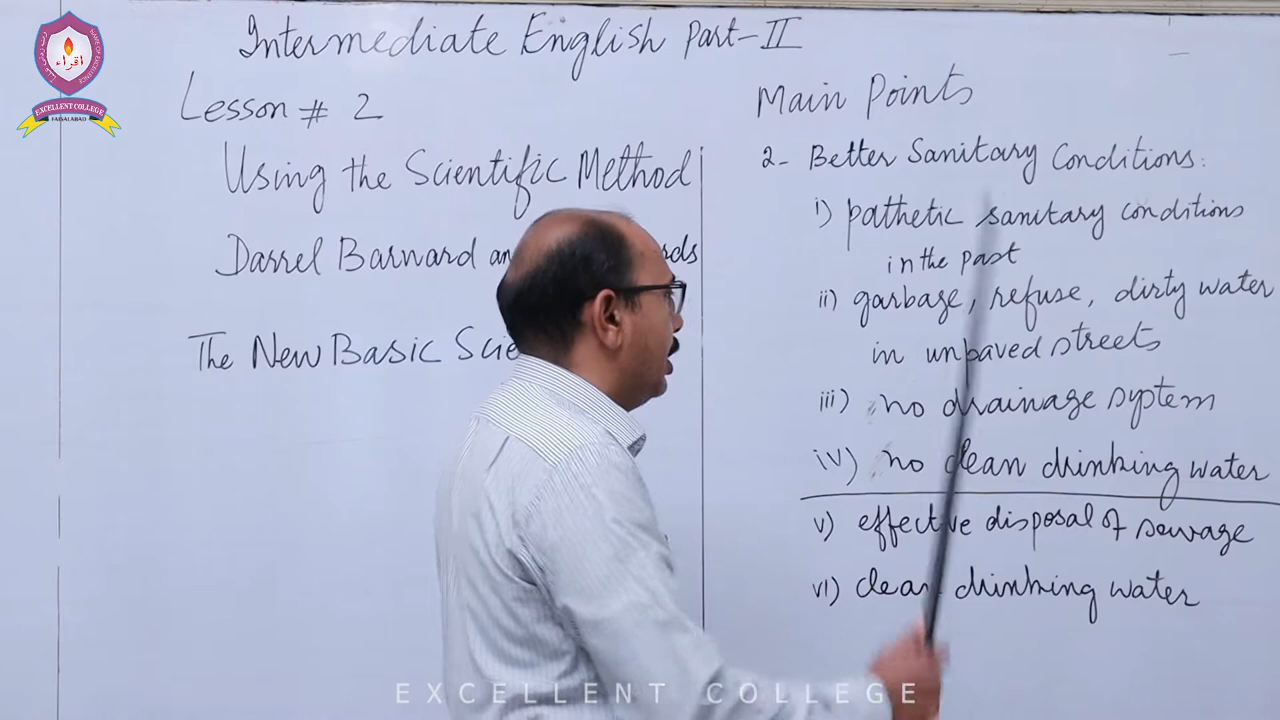 Intermediate English Part-II
Lesson # 2
Using the Scientific Method
Darrel Barnard and
The New Basic
Main Points
2- Better Sanitary Conditions:
i) pathetic sanitary conditions
in the past
ii) garbage, refuse, dirty water
in unpaved streets
iii) no drainage system
iv) no clean drinking water
v) effective disposal of sewage
vi) clean drinking water
اقراء
EXCELLENT COLLEGE
FAISALABAD
EXCELLENT COLLEGE